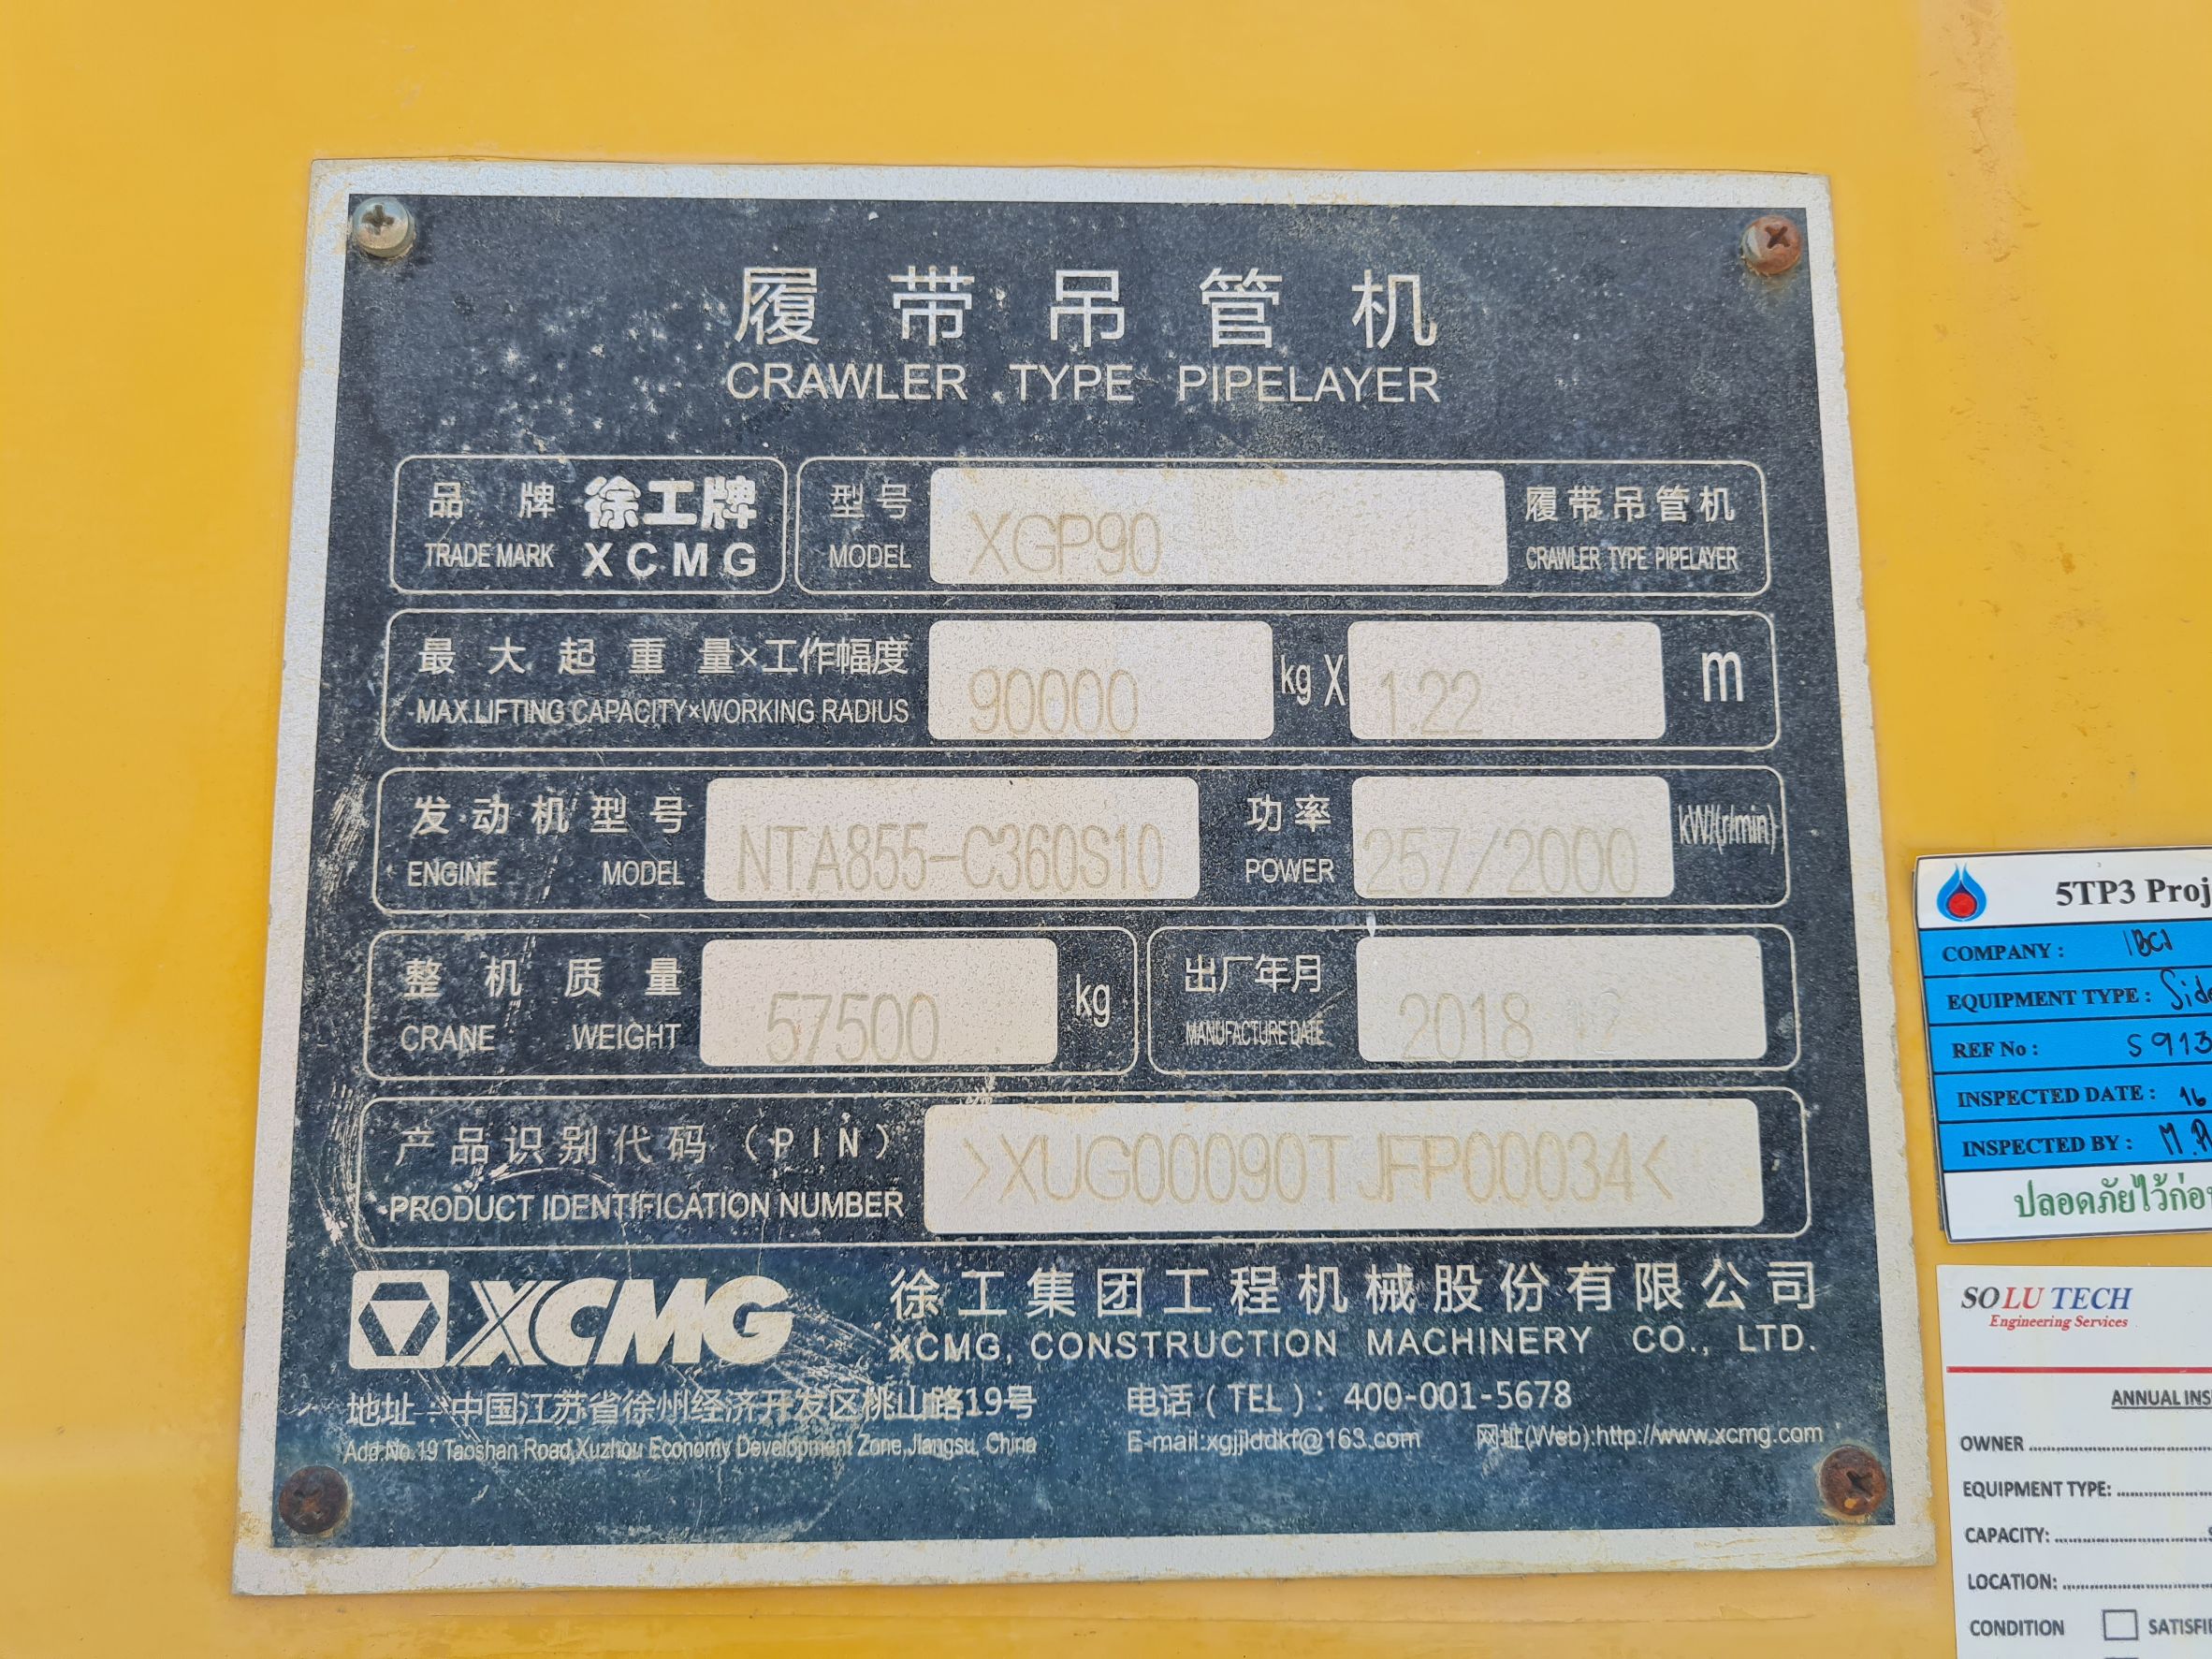 履带吊管机
CRAWLER TYPE PIPELAYER
品牌 徐工牌
TRADE MARK XCMG
型号 履带吊管机
MODEL XGP90 CRAWLER TYPE PIPELAYER
最大起重量×工作幅度
MAX.LIFTING CAPACITY×WORKING RADIUS 90000 kg X 1.22 m
发动机型号 功率
ENGINE MODEL NTA855-C360S10 POWER 257/2000 kW/(r/min)
整机质量 出厂年月
CRANE WEIGHT 57500 kg MANUFACTURE DATE 2018 12
产品识别代码（PIN）
PRODUCT IDENTIFICATION NUMBER >XUG00090TJFP00034<
XCMG 徐工集团工程机械股份有限公司
XCMG, CONSTRUCTION MACHINERY CO., LTD.
地址：中国江苏省徐州经济开发区桃山路19号 电话（TEL）：400-001-5678
Add.No.19 Taoshan Road,Xuzhou Economy Development Zone,Jiangsu, China E-mail:xgjjlddkf@163.com 网址(Web):http://www.xcmg.com
5TP3 Proj
COMPANY :
EQUIPMENT TYPE : Side
REF No : S913
INSPECTED DATE : 16
INSPECTED BY : M.
ปลอดภัยไว้ก่อน
SOLU TECH
Engineering Services
ANNUAL INS
OWNER
EQUIPMENT TYPE:
CAPACITY:
LOCATION:
CONDITION SATISFIE